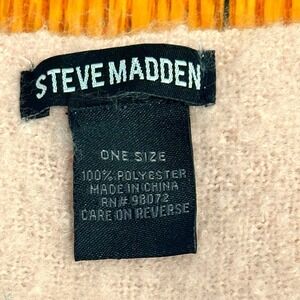 STEVE MADDEN
ONE SIZE
100% POLYESTER
MADE IN CHINA
RN# 98072
CARE ON REVERSE